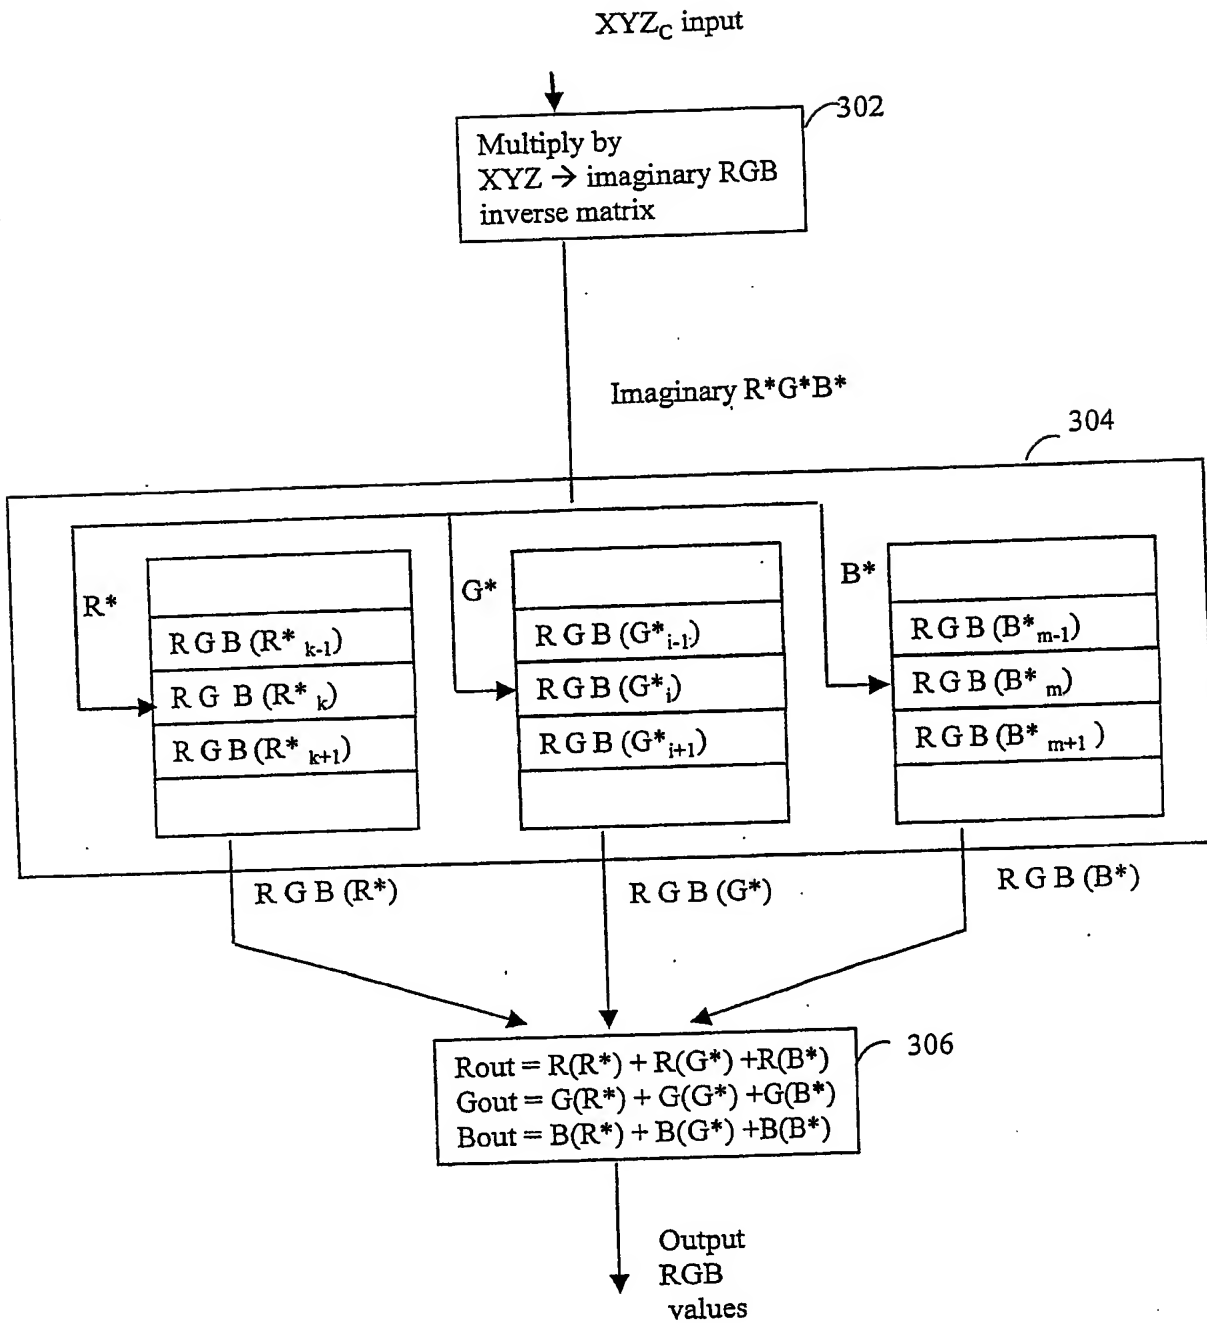 XYZC input
302
Multiply by
XYZ → imaginary RGB
inverse matrix
Imaginary R*G*B*
304
R*
G*
B*
R G B (R* k-1)
R G B (R* k)
R G B (R* k+1)
R G B (G*i-1)
R G B (G*i)
R G B (G*i+1)
R G B (B*m-1)
R G B (B* m)
R G B (B* m+1)
R G B (R*)
R G B (G*)
R G B (B*)
306
Rout = R(R*) + R(G*) +R(B*)
Gout = G(R*) + G(G*) +G(B*)
Bout = B(R*) + B(G*) +B(B*)
Output
RGB
values